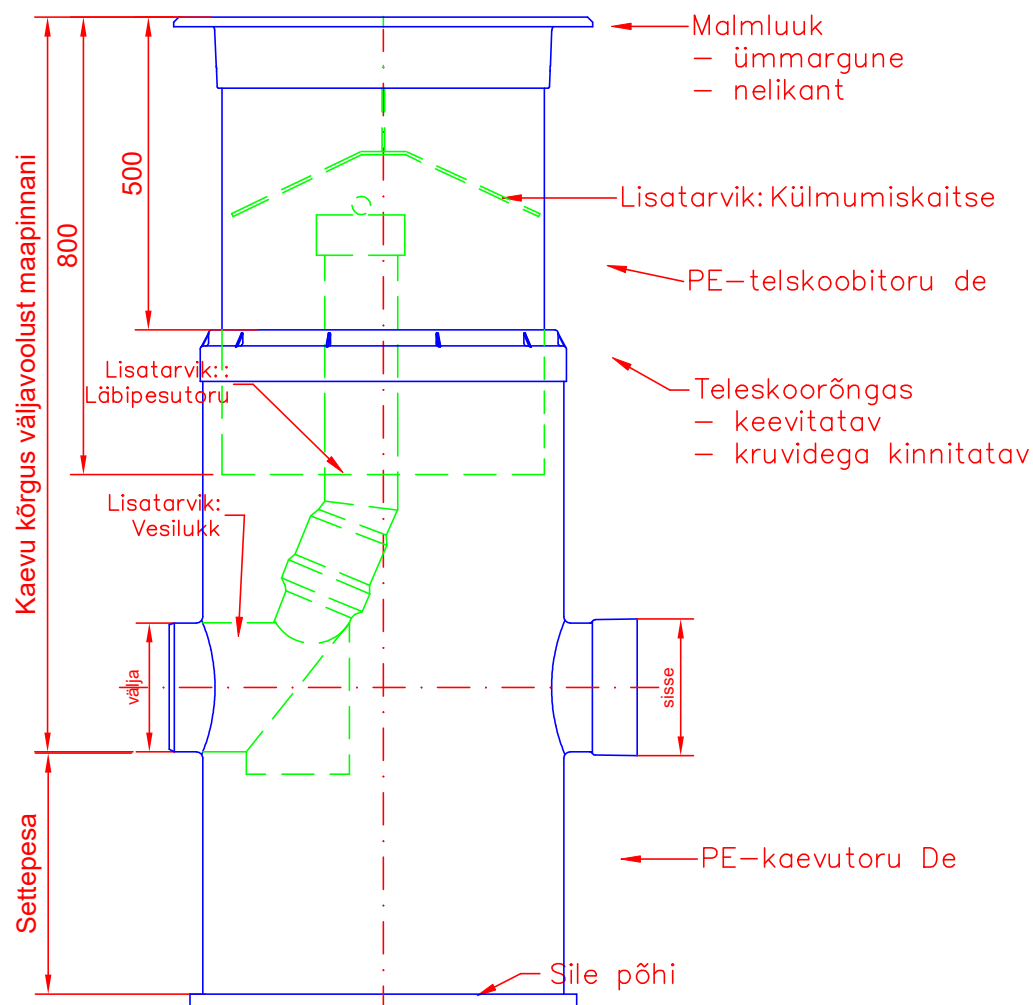 Malmluuk
– ümmargune
– nelikant
Lisatarvik: Külmumiskaitse
PE–telskoobitoru de
Teleskoorõngas
– keevitatav
– kruvidega kinnitatav
Lisatarvik::
Läbipesutoru
Lisatarvik:
Vesilukk
500
800
Kaevu kõrgus väljavoolust maapinnani
välja
sisse
Settepesa
PE–kaevutoru De
Sile põhi